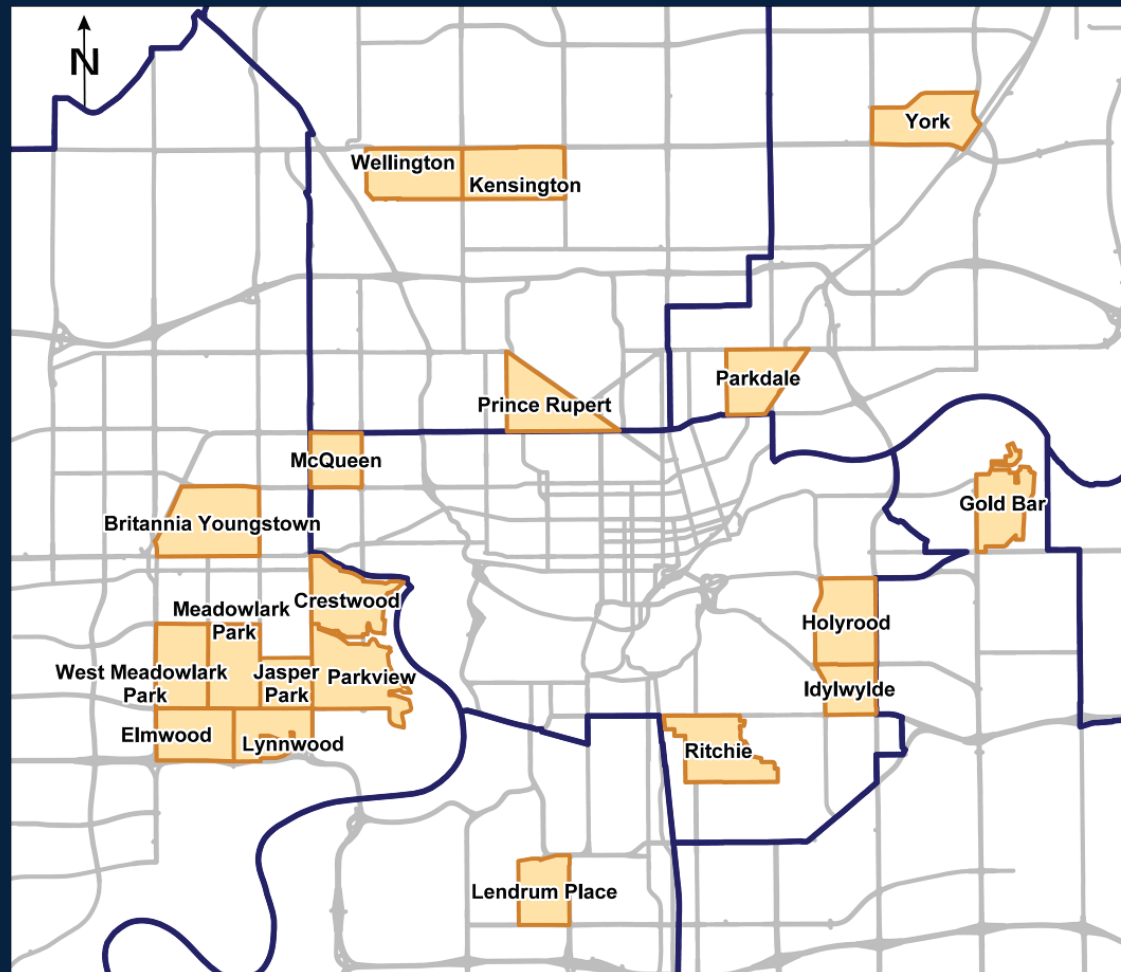 N
York
Wellington
Kensington
Parkdale
Prince Rupert
McQueen
Gold Bar
Britannia Youngstown
Crestwood
Meadowlark
Park
Holyrood
West Meadowlark
Park
Jasper
Park
Parkview
Idylwylde
Elmwood
Lynnwood
Ritchie
Lendrum Place